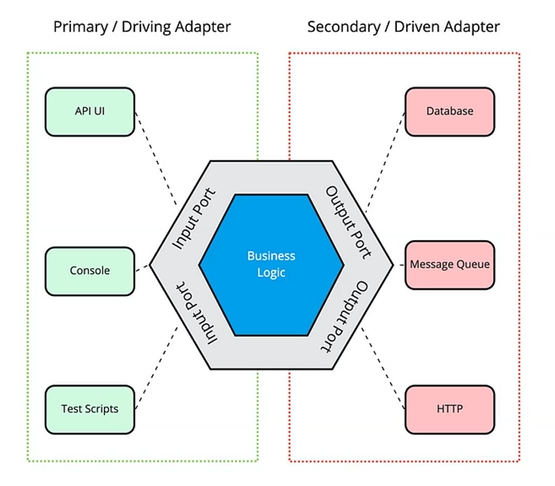 Primary / Driving Adapter
Secondary / Driven Adapter
API UI
Database
Input Port
Output Port
Console
Business
Logic
Message Queue
Input Port
Output Port
Test Scripts
HTTP